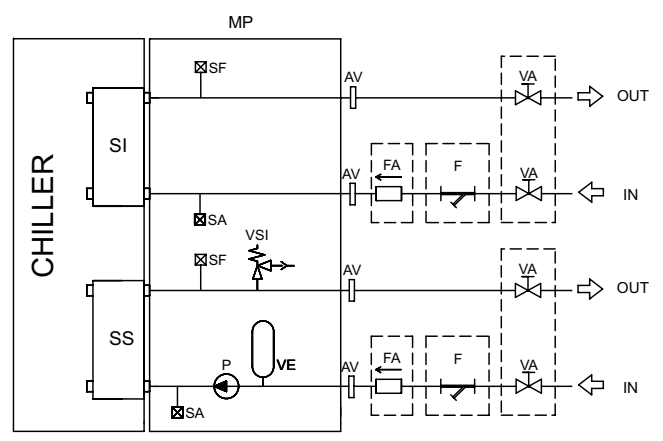 MP
SF
AV
VA
OUT
SI
AV
FA
F
VA
IN
SA
CHILLER
VSI
SF
AV
VA
OUT
SS
P
VE
AV
FA
F
VA
IN
SA